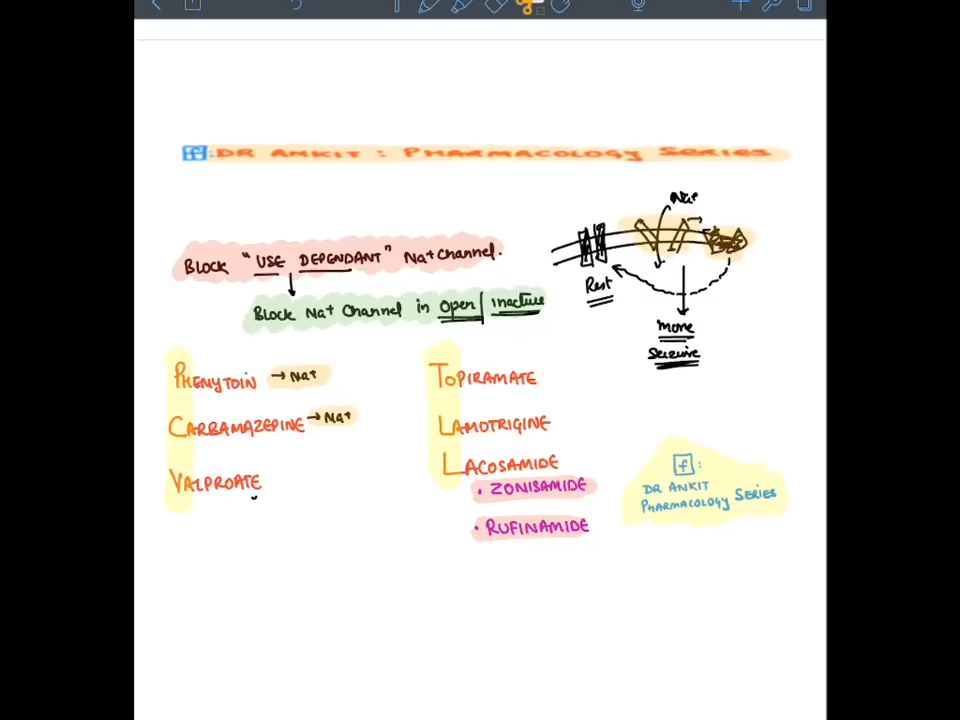 f: DR ANKIT : PHARMACOLOGY SERIES
Na+
BLOCK "USE DEPENDANT" Na+ CHANNEL.
Rest
BLOCK Na+ CHANNEL in OPEN | Inactive
More
Seizure
PHENYTOIN → Na+
CARBAMAZEPINE → Na+
VALPROATE
TOPIRAMATE
LAMOTRIGINE
LACOSAMIDE
• ZONISAMIDE
• RUFINAMIDE
f:
DR ANKIT
PHARMACOLOGY SERIES